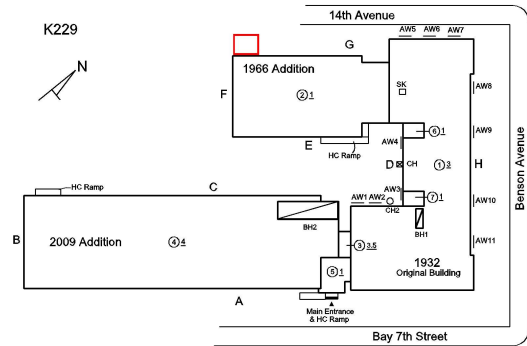 14th Avenue
K229
AW5 AW6 AW7
G
N
1966 Addition
SK
AW8
F
2 1
6 1
AW9
AW4
E
HC Ramp
D
CH
1 3
H
Benson Avenue
HC Ramp
C
AW1 AW2
AW3
7 1
CH2
AW10
BH2
BH1
B
2009 Addition
4 4
3 3.5
AW11
1932
Original Building
5 1
A
Main Entrance
& HC Ramp
Bay 7th Street